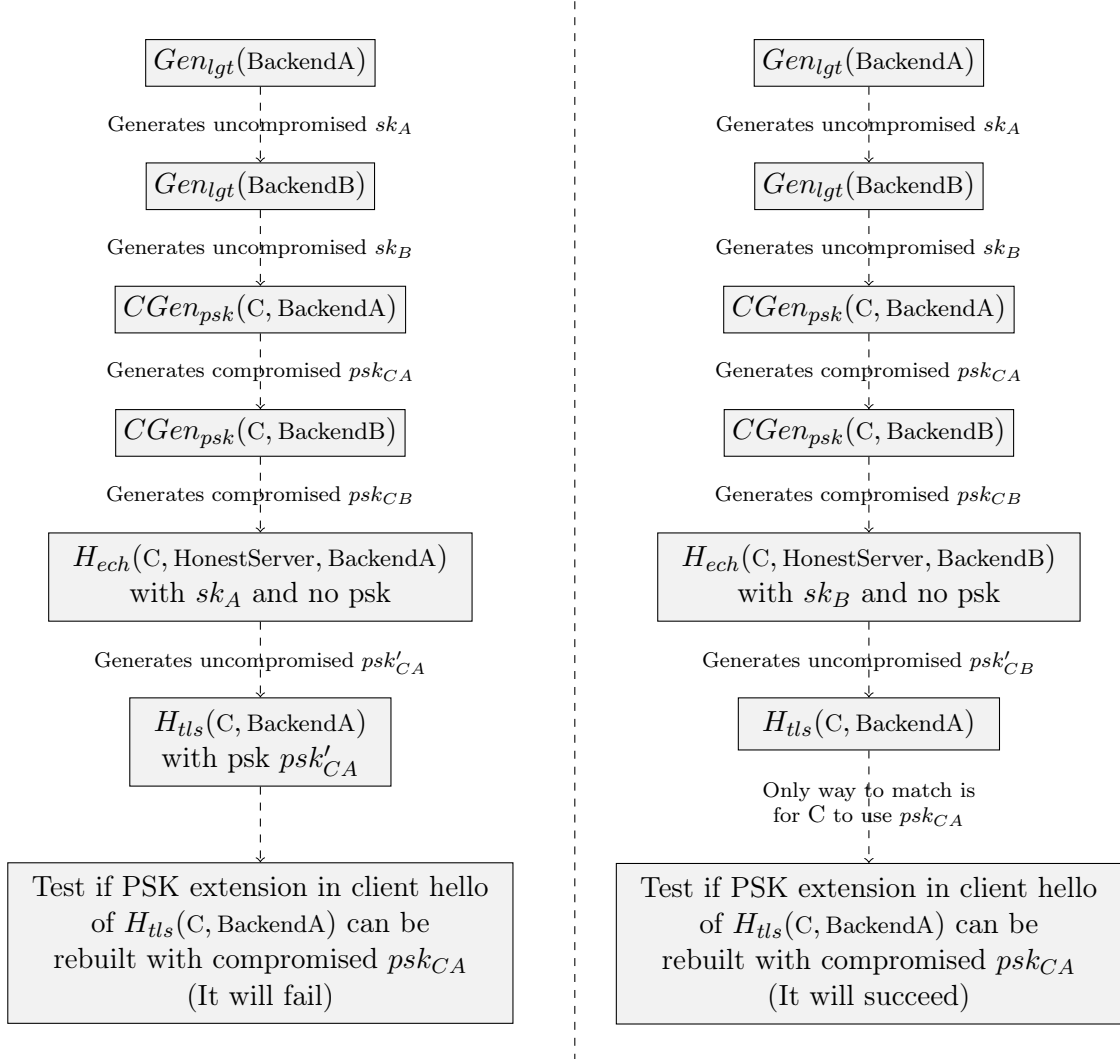 Gen_lgt(BackendA)
Generates uncompromised sk_A
Gen_lgt(BackendB)
Generates uncompromised sk_B
CGen_psk(C, BackendA)
Generates compromised psk_CA
CGen_psk(C, BackendB)
Generates compromised psk_CB
H_ech(C, HonestServer, BackendA)
with sk_A and no psk
Generates uncompromised psk′_CA
H_tls(C, BackendA)
with psk psk′_CA
Test if PSK extension in client hello
of H_tls(C, BackendA) can be
rebuilt with compromised psk_CA
(It will fail)
Gen_lgt(BackendA)
Generates uncompromised sk_A
Gen_lgt(BackendB)
Generates uncompromised sk_B
CGen_psk(C, BackendA)
Generates compromised psk_CA
CGen_psk(C, BackendB)
Generates compromised psk_CB
H_ech(C, HonestServer, BackendB)
with sk_B and no psk
Generates uncompromised psk′_CB
H_tls(C, BackendA)
Only way to match is
for C to use psk_CA
Test if PSK extension in client hello
of H_tls(C, BackendA) can be
rebuilt with compromised psk_CA
(It will succeed)